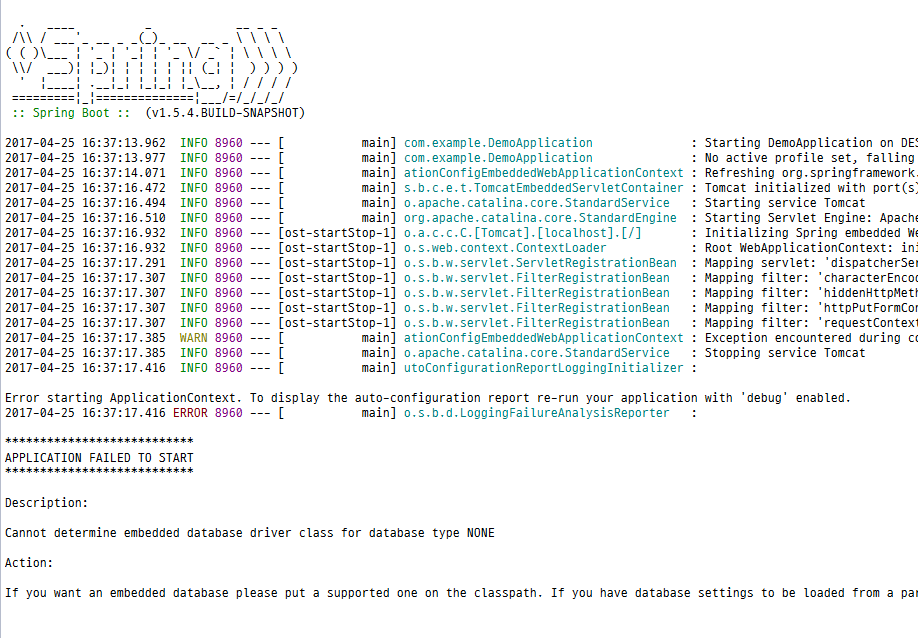 :: Spring Boot ::  (v1.5.4.BUILD-SNAPSHOT)
2017-04-25 16:37:13.962  INFO 8960 --- [           main] com.example.DemoApplication              : Starting DemoApplication on DES
2017-04-25 16:37:13.977  INFO 8960 --- [           main] com.example.DemoApplication              : No active profile set, falling
2017-04-25 16:37:14.071  INFO 8960 --- [           main] ationConfigEmbeddedWebApplicationContext : Refreshing org.springframework.
2017-04-25 16:37:16.472  INFO 8960 --- [           main] s.b.c.e.t.TomcatEmbeddedServletContainer : Tomcat initialized with port(s)
2017-04-25 16:37:16.494  INFO 8960 --- [           main] o.apache.catalina.core.StandardService   : Starting service Tomcat
2017-04-25 16:37:16.510  INFO 8960 --- [           main] org.apache.catalina.core.StandardEngine  : Starting Servlet Engine: Apache
2017-04-25 16:37:16.932  INFO 8960 --- [ost-startStop-1] o.a.c.c.C.[Tomcat].[localhost].[/]       : Initializing Spring embedded We
2017-04-25 16:37:16.932  INFO 8960 --- [ost-startStop-1] o.s.web.context.ContextLoader            : Root WebApplicationContext: ini
2017-04-25 16:37:17.291  INFO 8960 --- [ost-startStop-1] o.s.b.w.servlet.ServletRegistrationBean  : Mapping servlet: 'dispatcherSer
2017-04-25 16:37:17.307  INFO 8960 --- [ost-startStop-1] o.s.b.w.servlet.FilterRegistrationBean   : Mapping filter: 'characterEnco
2017-04-25 16:37:17.307  INFO 8960 --- [ost-startStop-1] o.s.b.w.servlet.FilterRegistrationBean   : Mapping filter: 'hiddenHttpMeth
2017-04-25 16:37:17.307  INFO 8960 --- [ost-startStop-1] o.s.b.w.servlet.FilterRegistrationBean   : Mapping filter: 'httpPutFormCon
2017-04-25 16:37:17.307  INFO 8960 --- [ost-startStop-1] o.s.b.w.servlet.FilterRegistrationBean   : Mapping filter: 'requestContext
2017-04-25 16:37:17.385  WARN 8960 --- [           main] ationConfigEmbeddedWebApplicationContext : Exception encountered during co
2017-04-25 16:37:17.385  INFO 8960 --- [           main] o.apache.catalina.core.StandardService   : Stopping service Tomcat
2017-04-25 16:37:17.416  INFO 8960 --- [           main] utoConfigurationReportLoggingInitializer :
Error starting ApplicationContext. To display the auto-configuration report re-run your application with 'debug' enabled.
2017-04-25 16:37:17.416 ERROR 8960 --- [           main] o.s.b.d.LoggingFailureAnalysisReporter   :
***************************
APPLICATION FAILED TO START
***************************
Description:
Cannot determine embedded database driver class for database type NONE
Action:
If you want an embedded database please put a supported one on the classpath. If you have database settings to be loaded from a par